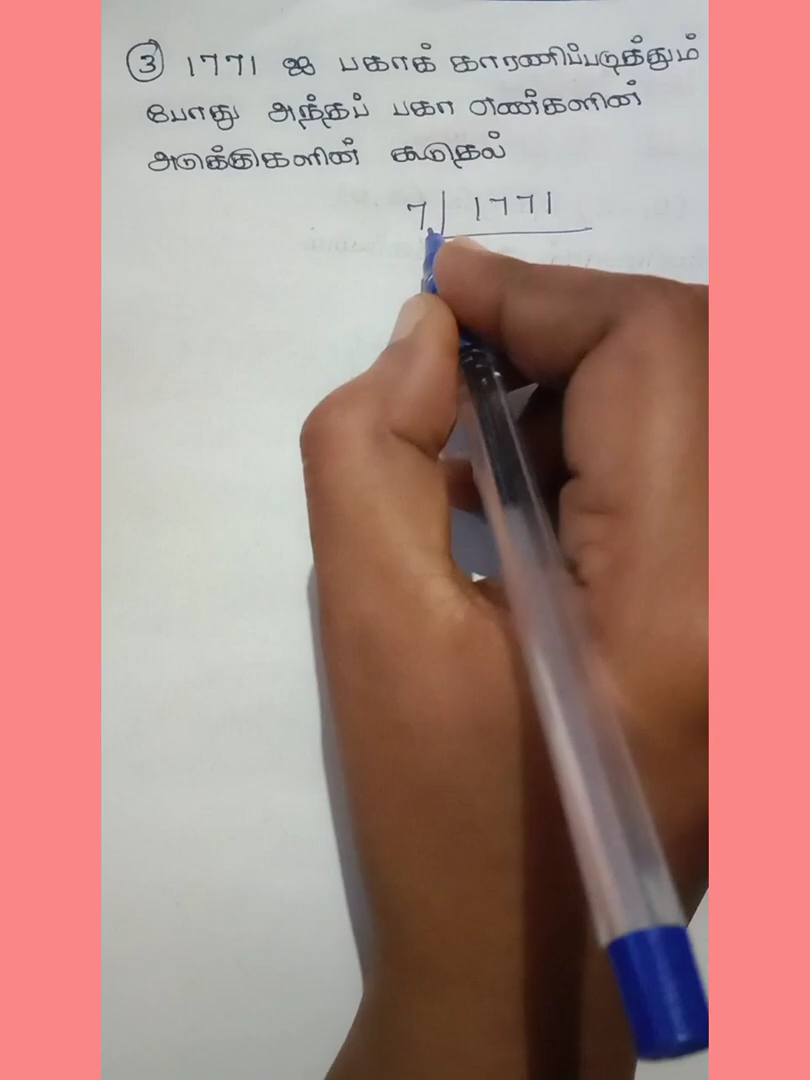 ③ 1771 ஐ பகாக் காரணிப்படுத்தும்
போது அந்தப் பகா எண்களின்
அடுக்குகளின் கூடுதல்
7 | 1771